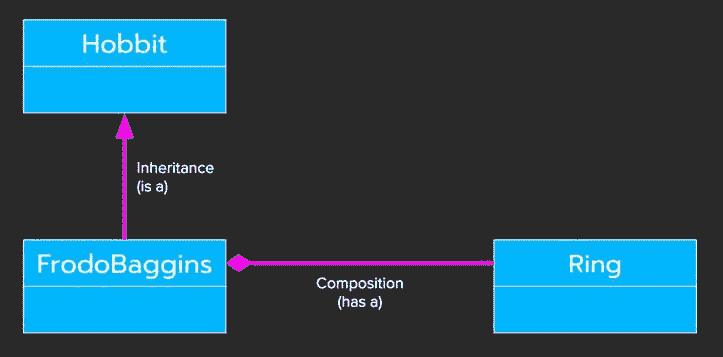 Hobbit
Inheritance
(is a)
FrodoBaggins
Composition
(has a)
Ring